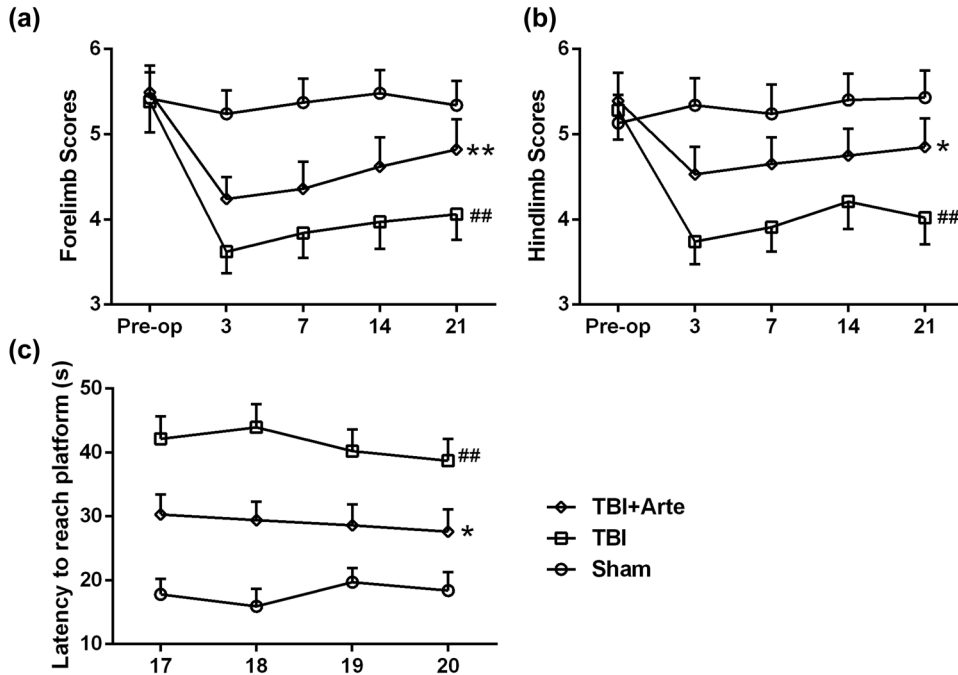 (a)
Forelimb Scores
6
5
4
3
**
##
Pre-op 3 7 14 21
(b)
Hindlimb Scores
6
5
4
3
*
##
Pre-op 3 7 14 21
(c)
Latency to reach platform (s)
50
40
30
20
10
##
*
17 18 19 20
TBI+Arte
TBI
Sham